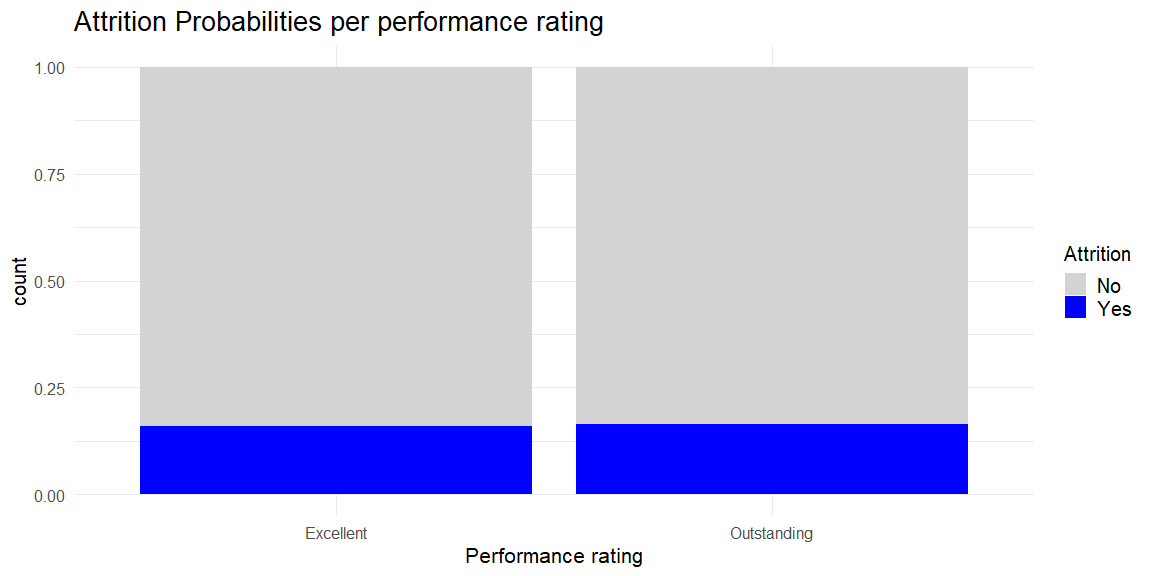 Attrition Probabilities per performance rating
1.00
0.75
0.50
0.25
0.00
count
Excellent
Outstanding
Performance rating
Attrition
No
Yes